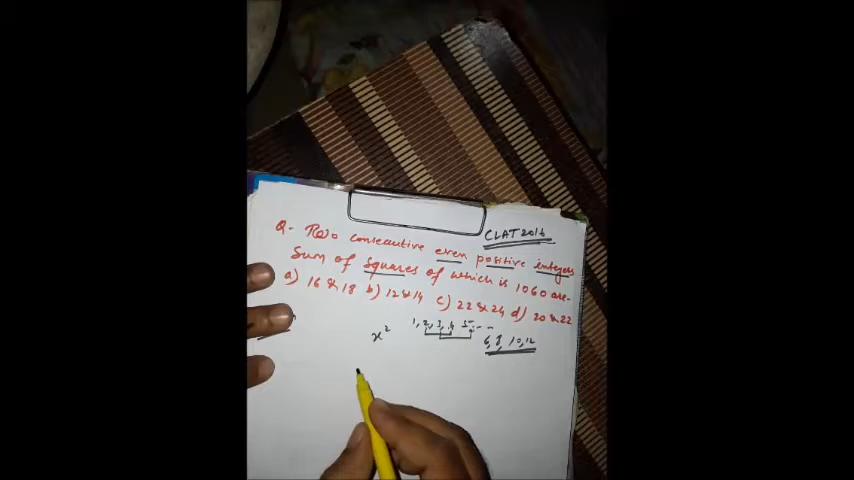 CLAT 2016
Q- Two consecutive even positive integers
Sum of squares of which is 1060 are-
a) 16 & 18 b) 12 & 14 c) 22 & 24 d) 20 & 22
1, 2, 3, 4 5, - -
x²
6, 8, 10, 12